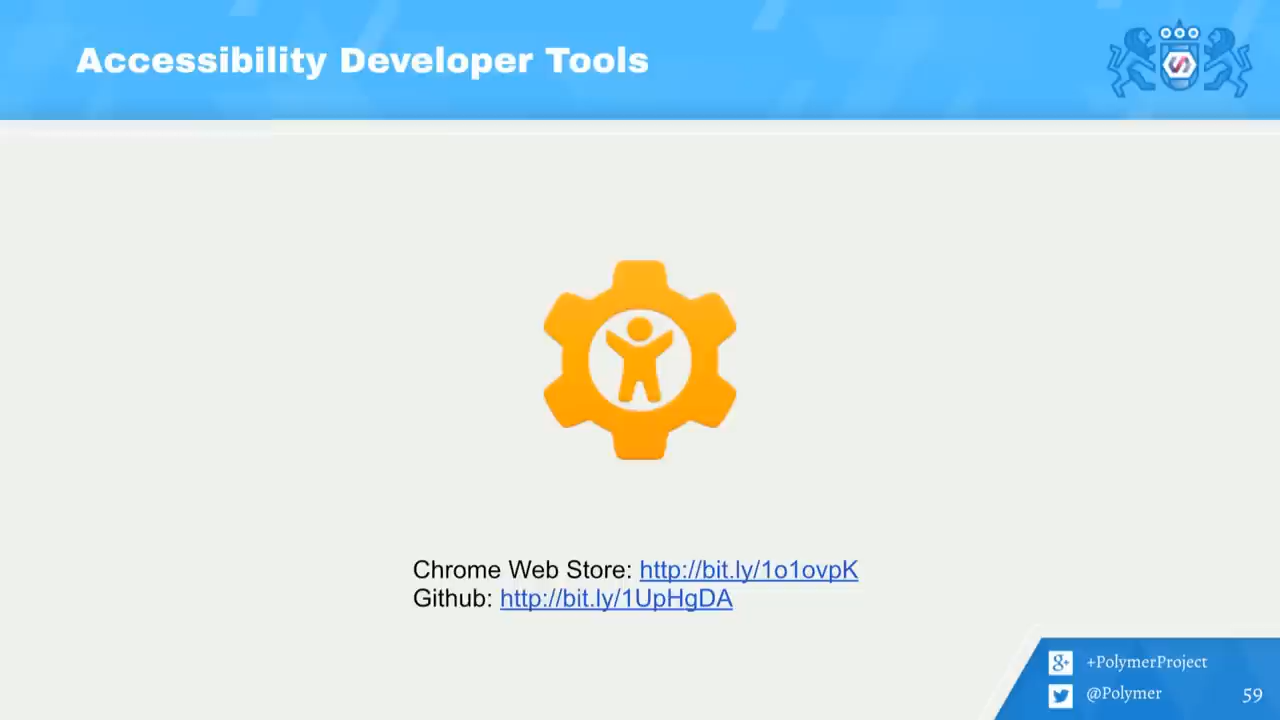 Accessibility Developer Tools
Chrome Web Store: http://bit.ly/1o1ovpK
Github: http://bit.ly/1UpHgDA
+PolymerProject
@Polymer
59